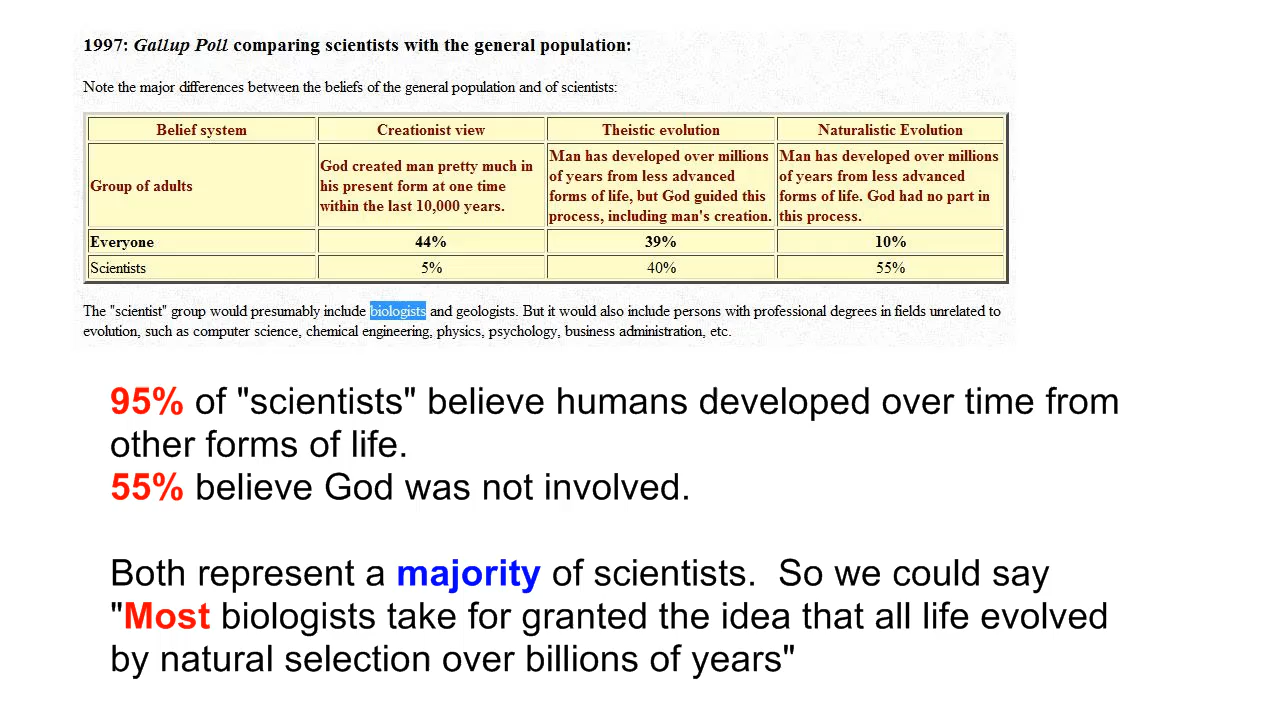 1997: Gallup Poll comparing scientists with the general population:
Note the major differences between the beliefs of the general population and of scientists:
Belief system Creationist view Theistic evolution Naturalistic Evolution
Group of adults
God created man pretty much in
his present form at one time
within the last 10,000 years.
Man has developed over millions
of years from less advanced
forms of life, but God guided this
process, including man's creation.
Man has developed over millions
of years from less advanced
forms of life. God had no part in
this process.
Everyone 44% 39% 10%
Scientists 5% 40% 55%
The "scientist" group would presumably include biologists and geologists. But it would also include persons with professional degrees in fields unrelated to
evolution, such as computer science, chemical engineering, physics, psychology, business administration, etc.
95% of "scientists" believe humans developed over time from
other forms of life.
55% believe God was not involved.
Both represent a majority of scientists. So we could say
"Most biologists take for granted the idea that all life evolved
by natural selection over billions of years"